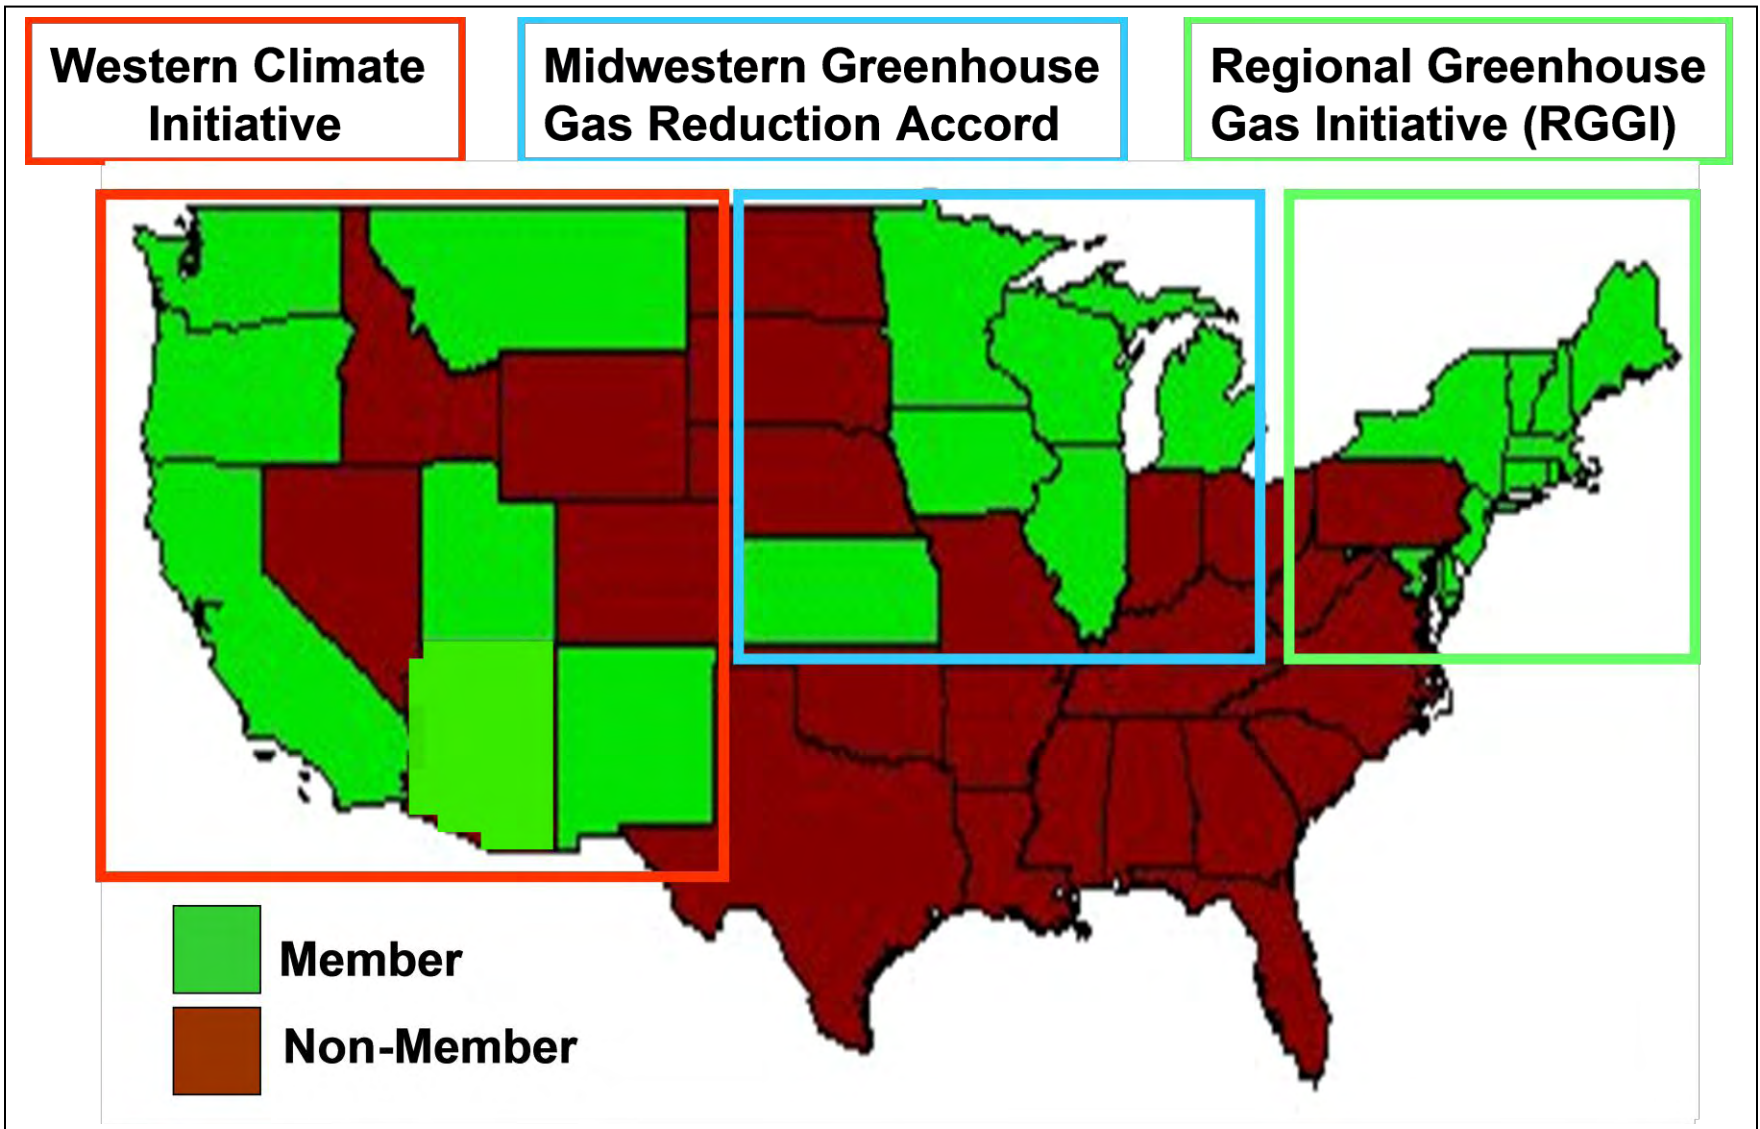 Western Climate
Initiative
Midwestern Greenhouse
Gas Reduction Accord
Regional Greenhouse
Gas Initiative (RGGI)
Member
Non-Member